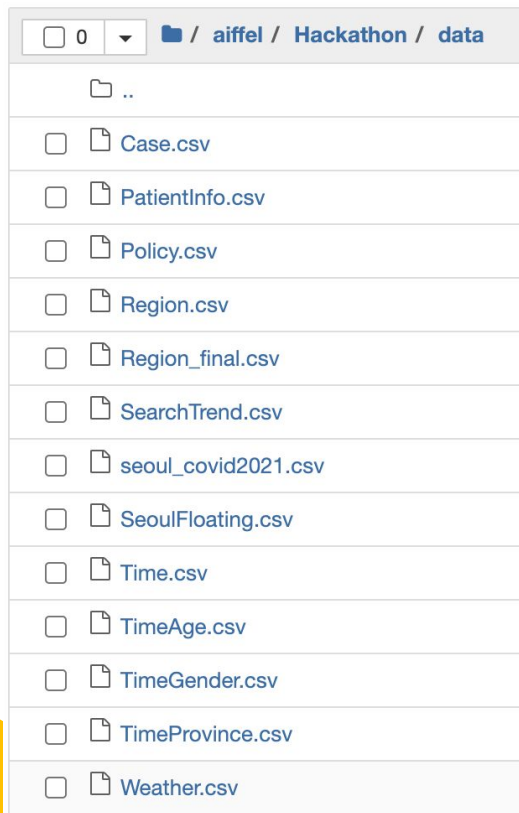 0 / aiffel / Hackathon / data
..
Case.csv
PatientInfo.csv
Policy.csv
Region.csv
Region_final.csv
SearchTrend.csv
seoul_covid2021.csv
SeoulFloating.csv
Time.csv
TimeAge.csv
TimeGender.csv
TimeProvince.csv
Weather.csv